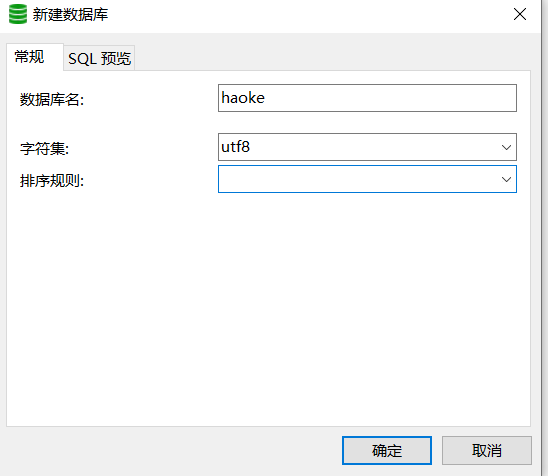 新建数据库
常规
SQL 预览
数据库名:
haoke
字符集:
utf8
排序规则:
确定
取消